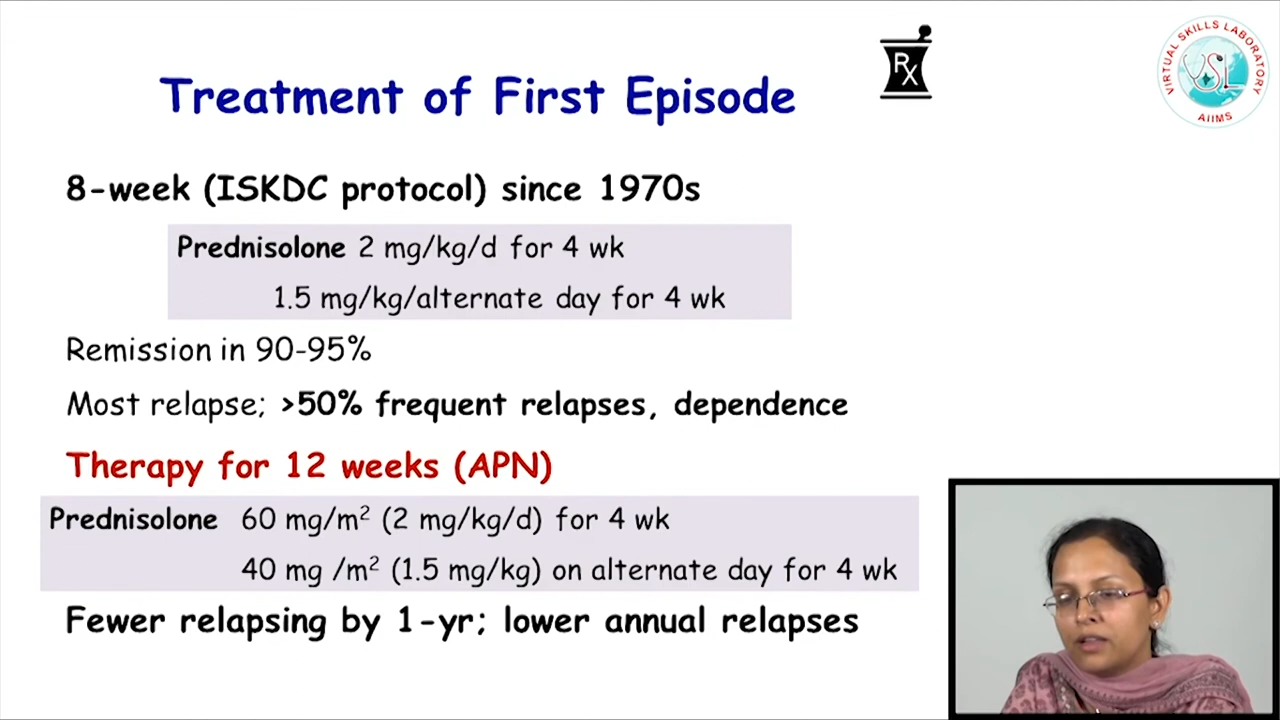 Treatment of First Episode
Rx
VIRTUAL SKILLS LABORATORY
VSL
AIIMS
8-week (ISKDC protocol) since 1970s
Prednisolone 2 mg/kg/d for 4 wk
1.5 mg/kg/alternate day for 4 wk
Remission in 90-95%
Most relapse; >50% frequent relapses, dependence
Therapy for 12 weeks (APN)
Prednisolone 60 mg/m² (2 mg/kg/d) for 4 wk
40 mg /m² (1.5 mg/kg) on alternate day for 4 wk
Fewer relapsing by 1-yr; lower annual relapses